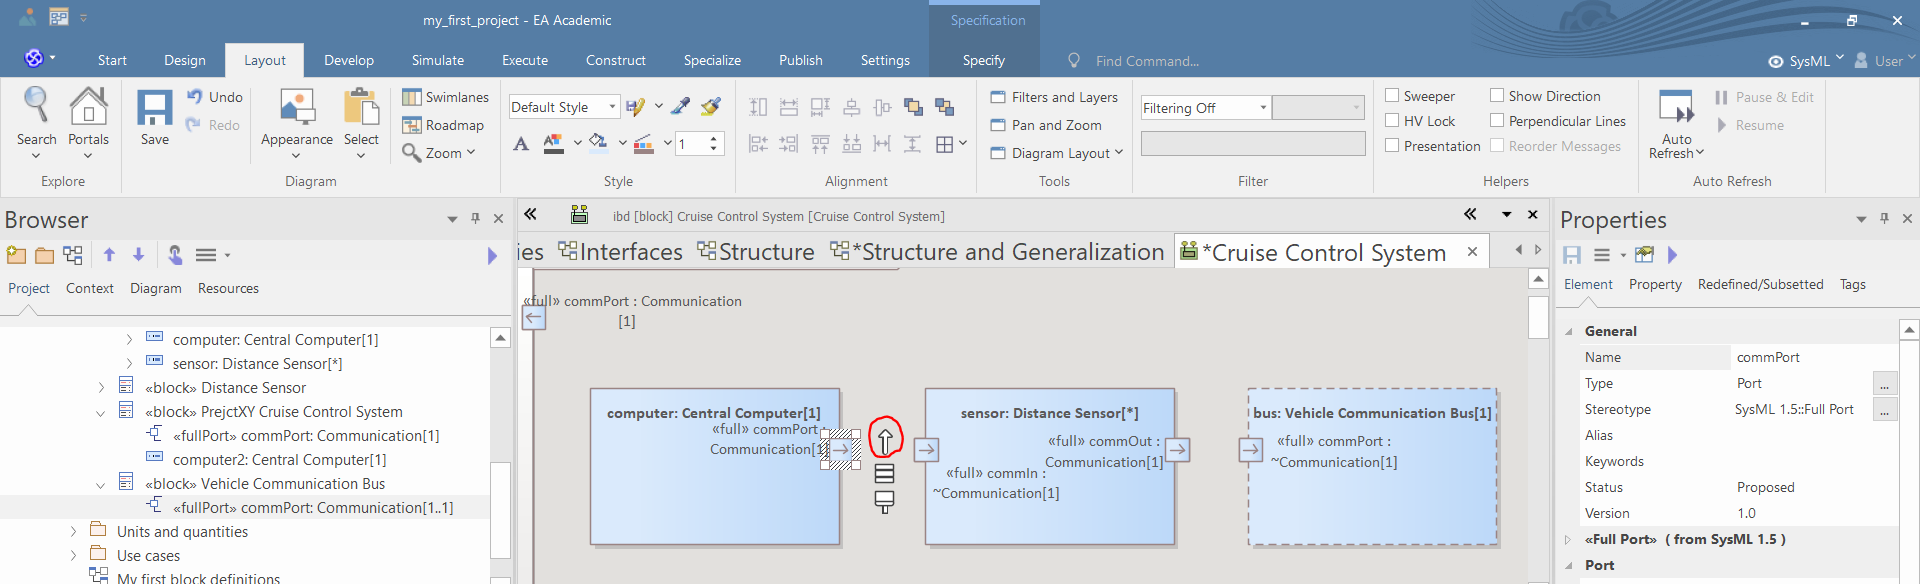 my_first_project - EA Academic
Specification
Start Design Layout Develop Simulate Execute Construct Specialize Publish Settings Specify Find Command... SysML User
Search
Portals
Explore
Save
Undo
Redo
Appearance
Select
Swimlanes
Roadmap
Zoom
Diagram
Default Style
1
Style
Alignment
Filters and Layers
Pan and Zoom
Diagram Layout
Tools
Filtering Off
Filter
Sweeper
HV Lock
Presentation
Show Direction
Perpendicular Lines
Reorder Messages
Helpers
Auto
Refresh
Pause & Edit
Resume
Auto Refresh
Browser
Project Context Diagram Resources
computer: Central Computer[1]
sensor: Distance Sensor[*]
«block» Distance Sensor
«block» PrejctXY Cruise Control System
«fullPort» commPort: Communication[1]
computer2: Central Computer[1]
«block» Vehicle Communication Bus
«fullPort» commPort: Communication[1..1]
Units and quantities
Use cases
My first block definitions
ibd [block] Cruise Control System [Cruise Control System]
ies Interfaces Structure *Structure and Generalization *Cruise Control System
«full» commPort : Communication
[1]
computer: Central Computer[1]
«full» commPort :
Communication[1]
sensor: Distance Sensor[*]
«full» commOut :
Communication[1]
«full» commIn :
~Communication[1]
bus: Vehicle Communication Bus[1]
«full» commPort :
~Communication[1]
Properties
Element Property Redefined/Subsetted Tags
General
Name commPort
Type Port ...
Stereotype SysML 1.5::Full Port ...
Alias
Keywords
Status Proposed
Version 1.0
«Full Port» ( from SysML 1.5 )
Port